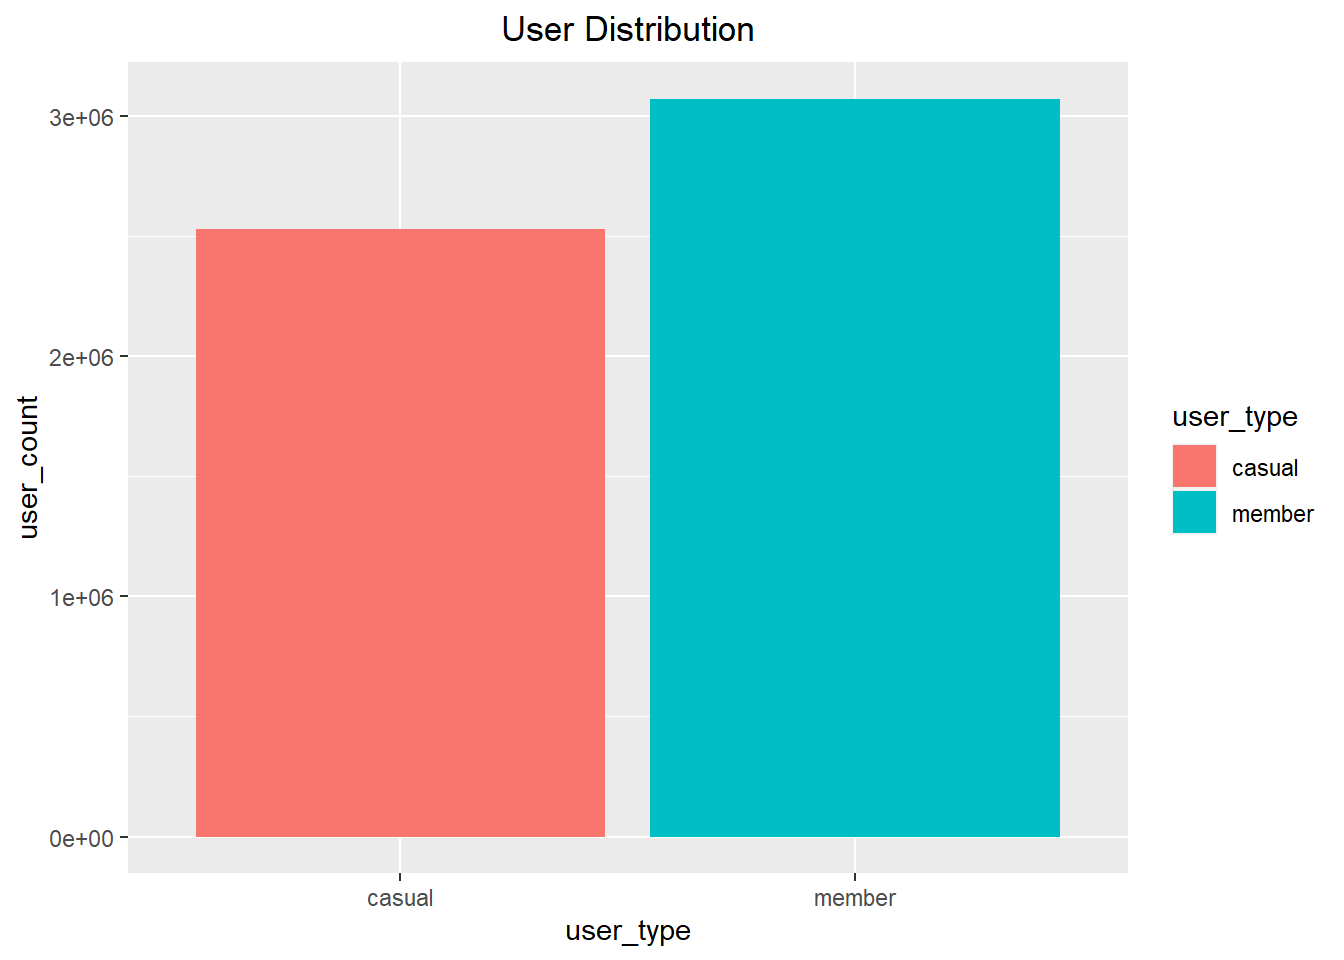 User Distribution
user_count
3e+06
2e+06
1e+06
0e+00
casual
member
user_type
user_type
casual
member